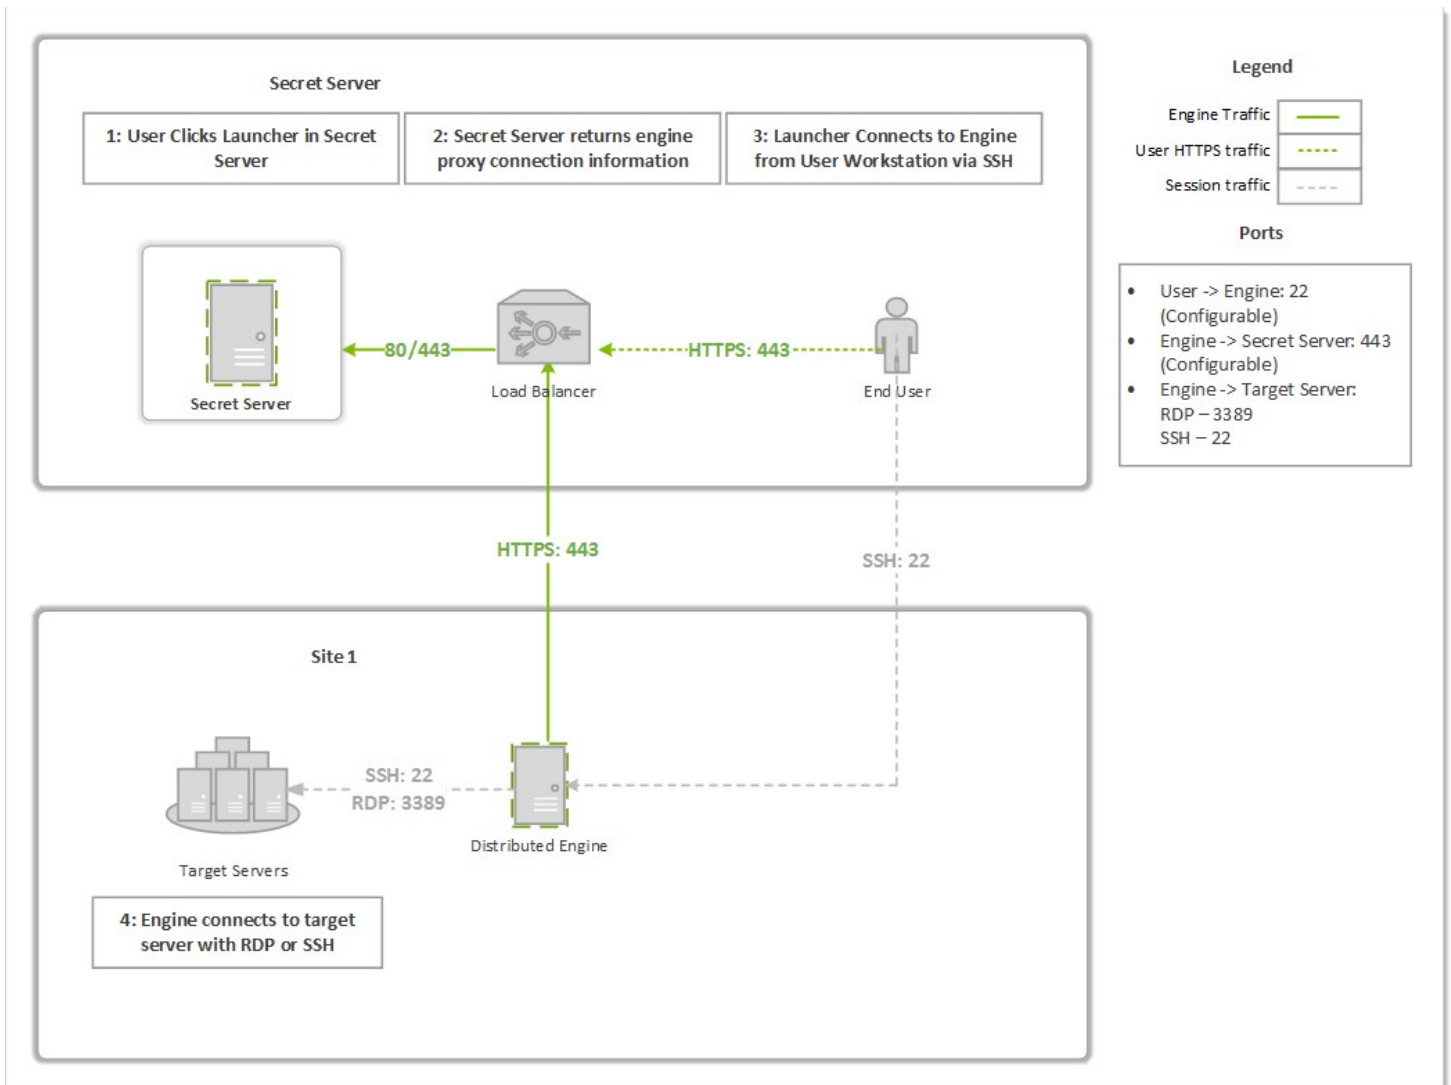 Secret Server
1: User Clicks Launcher in Secret
Server
2: Secret Server returns engine
proxy connection information
3: Launcher Connects to Engine
from User Workstation via SSH
Secret Server
80/443
Load Balancer
HTTPS: 443
End User
HTTPS: 443
SSH: 22
Site 1
Target Servers
SSH: 22
RDP: 3389
Distributed Engine
4: Engine connects to target
server with RDP or SSH
Legend
Engine Traffic
User HTTPS traffic
Session traffic
Ports
• User -> Engine: 22
(Configurable)
• Engine -> Secret Server: 443
(Configurable)
• Engine -> Target Server:
RDP – 3389
SSH – 22